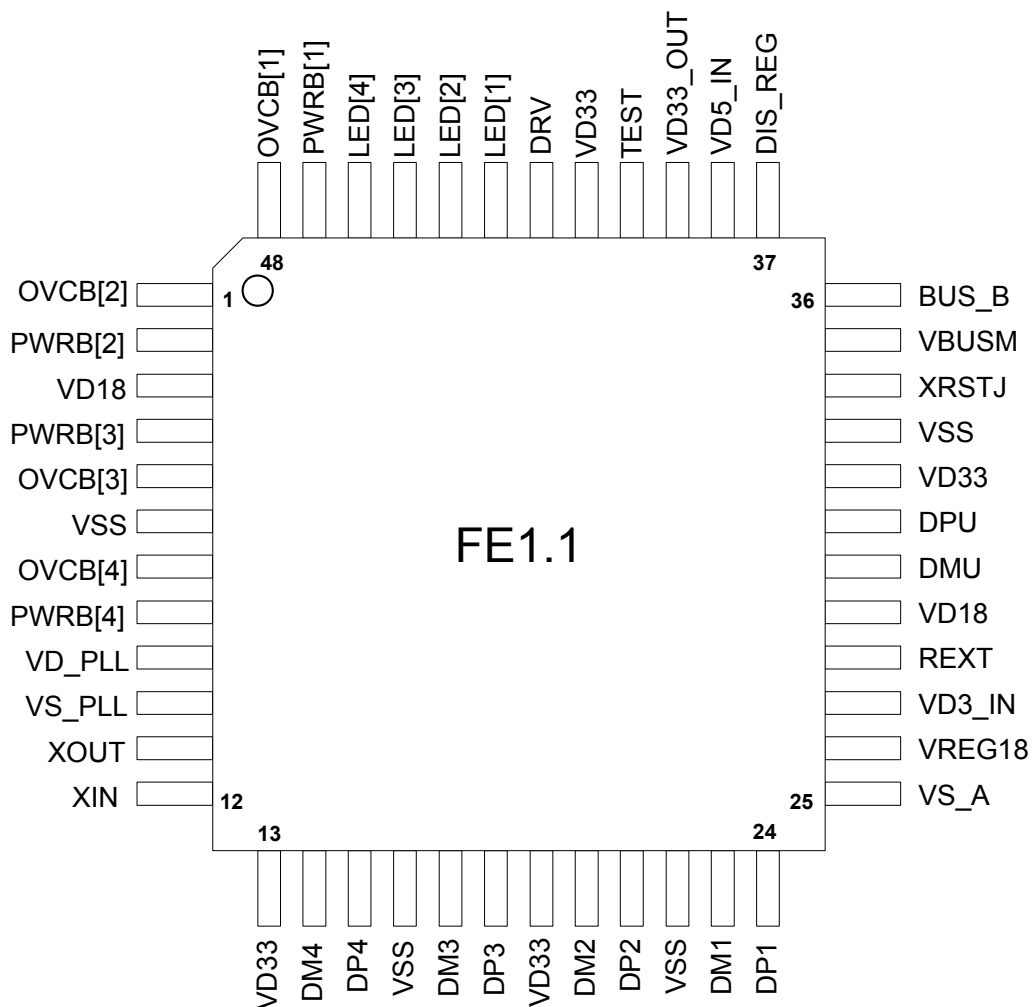 OVCB[1]
PWRB[1]
LED[4]
LED[3]
LED[2]
LED[1]
DRV
VD33
TEST
VD33_OUT
VD5_IN
DIS_REG
48
37
OVCB[2]
1
36
BUS_B
PWRB[2]
VBUSM
VD18
XRSTJ
PWRB[3]
VSS
OVCB[3]
VD33
VSS
DPU
FE1.1
OVCB[4]
DMU
PWRB[4]
VD18
VD_PLL
REXT
VS_PLL
VD3_IN
XOUT
VREG18
XIN
12
25
VS_A
13
24
VD33
DM4
DP4
VSS
DM3
DP3
VD33
DM2
DP2
VSS
DM1
DP1